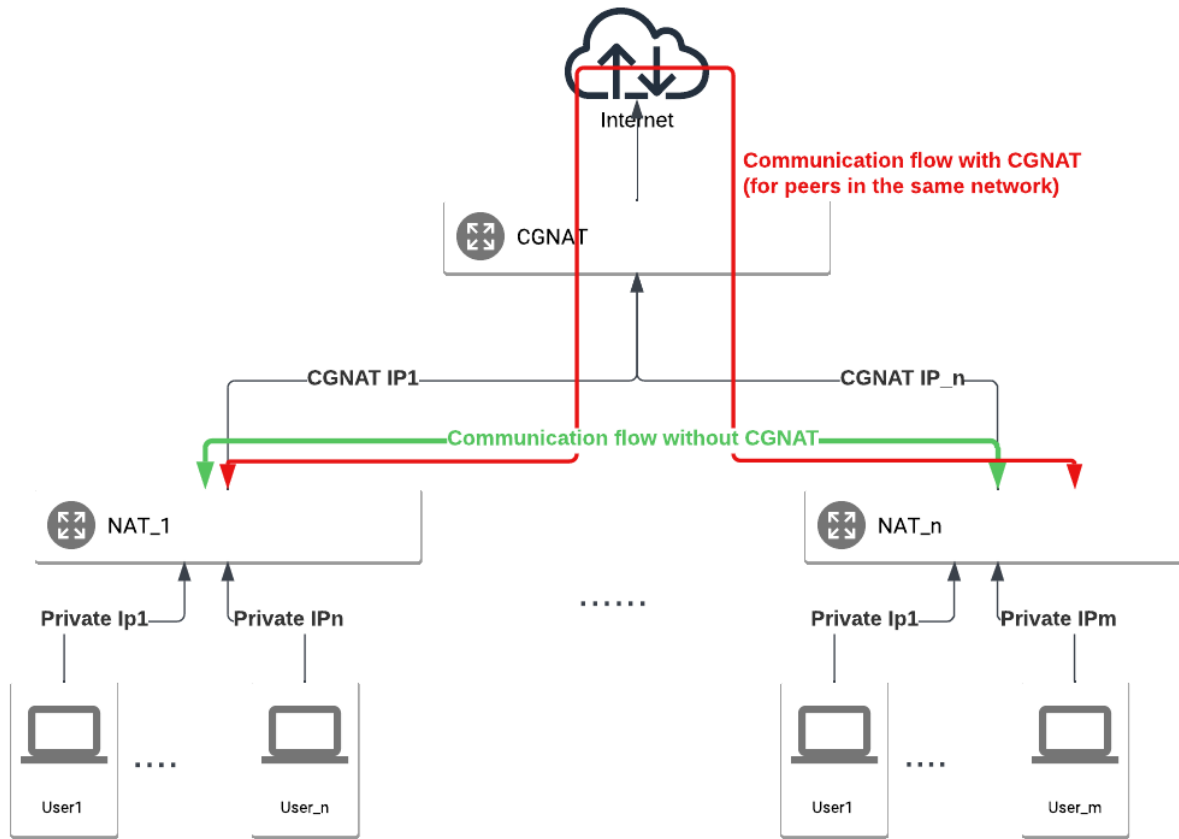 Internet
Communication flow with CGNAT
(for peers in the same network)
CGNAT
CGNAT IP1
CGNAT IP_n
Communication flow without CGNAT
NAT_1
NAT_n
......
Private Ip1
Private IPn
Private Ip1
Private IPm
....
....
User1
User_n
User1
User_m